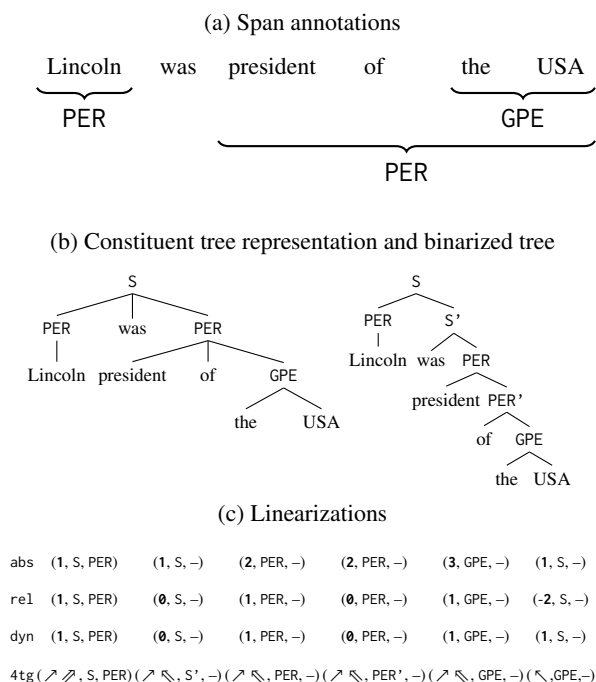 (a) Span annotations
Lincoln was president of the USA
PER GPE
PER
(b) Constituent tree representation and binarized tree
S S
PER was PER PER S'
Lincoln president of GPE Lincoln was PER
the USA president PER'
of GPE
the USA
(c) Linearizations
abs (1, S, PER) (1, S, –) (2, PER, –) (2, PER, –) (3, GPE, –) (1, S, –)
rel (1, S, PER) (0, S, –) (1, PER, –) (0, PER, –) (1, GPE, –) (-2, S, –)
dyn (1, S, PER) (0, S, –) (1, PER, –) (0, PER, –) (1, GPE, –) (1, S, –)
4tg (↗ ⇗, S, PER) (↗ ⇖, S', –) (↗ ⇖, PER, –) (↗ ⇖, PER', –) (↗ ⇖, GPE, –) (↖,GPE,–)